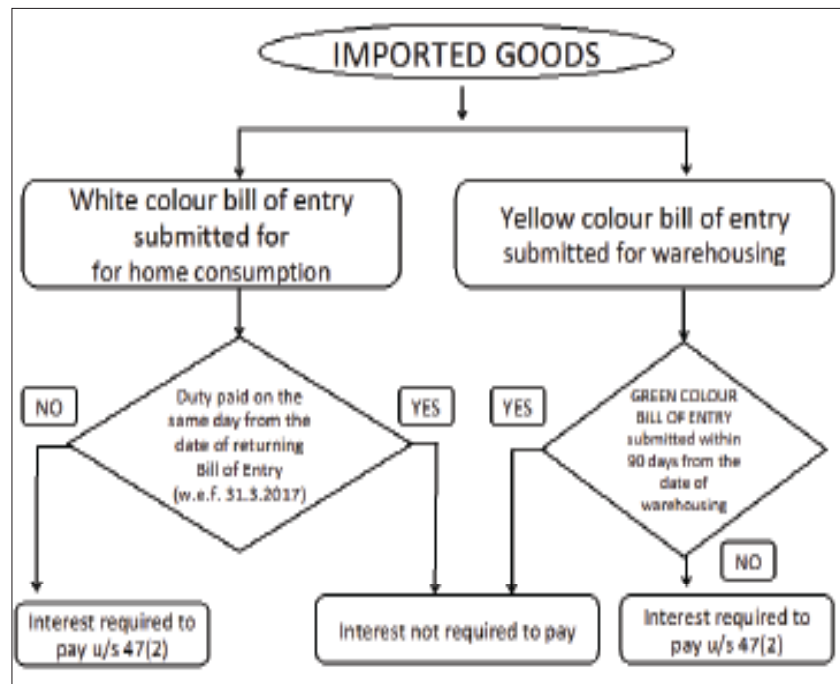 IMPORTED GOODS
White colour bill of entry
submitted for
for home consumption
Yellow colour bill of entry
submitted for warehousing
NO
Duty paid on the
same day from the
date of returning
Bill of Entry
(w.e.f. 31.3.2017)
YES
YES
GREEN COLOUR
BILL OF ENTRY
submitted within
90 days from the
date of
warehousing
NO
Interest required to
pay u/s 47(2)
Interest not required to pay
Interest required to
pay u/s 47(2)